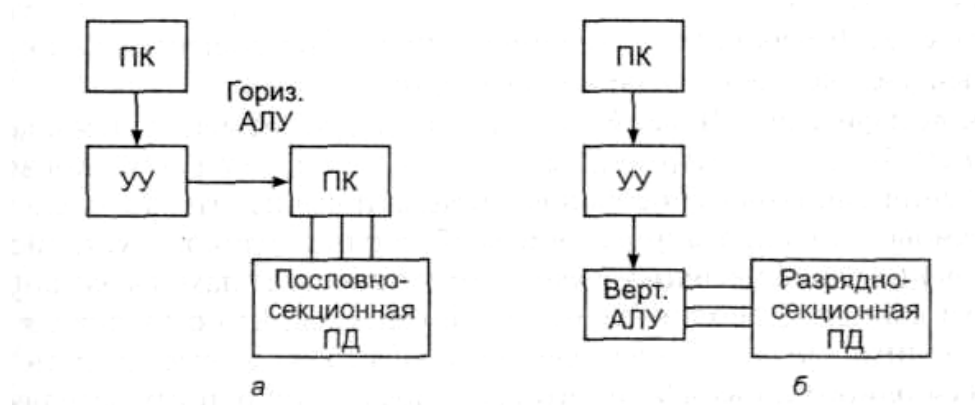 ПК
Гориз.
АЛУ
УУ
ПК
Пословно-
секционная
ПД
а
ПК
УУ
Верт.
АЛУ
Разрядно-
секционная
ПД
б